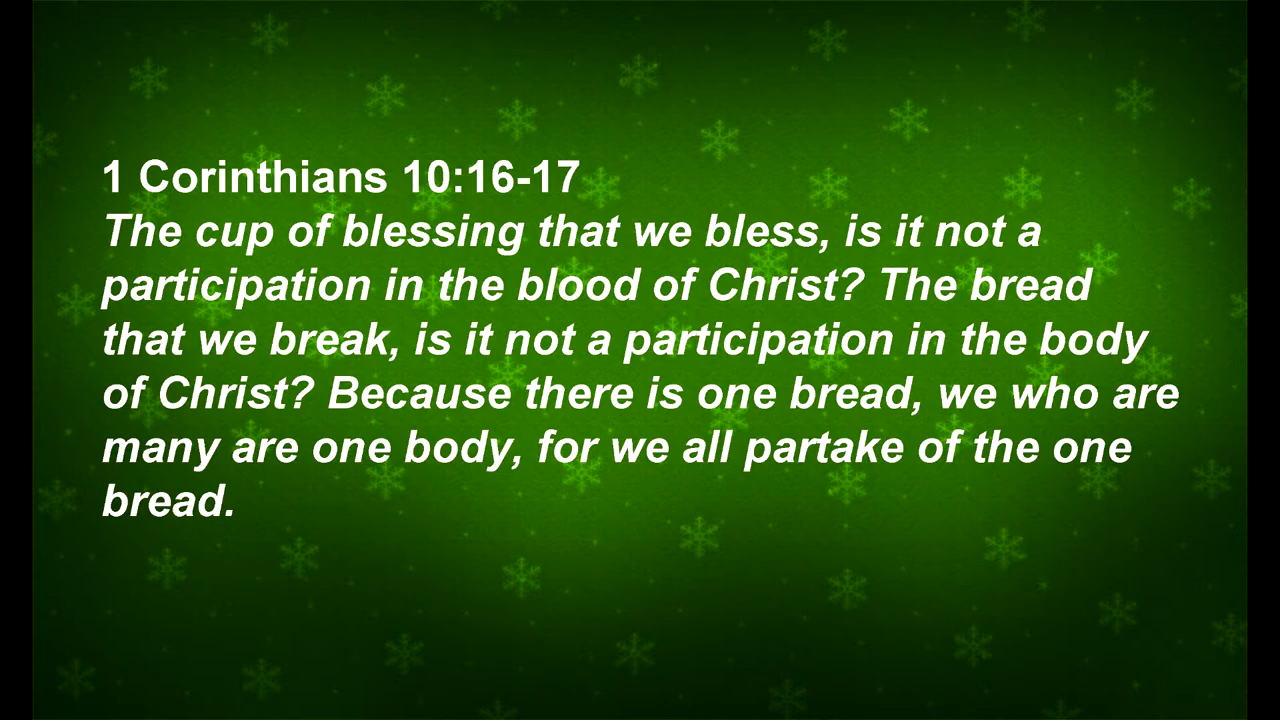 1 Corinthians 10:16-17
The cup of blessing that we bless, is it not a
participation in the blood of Christ? The bread
that we break, is it not a participation in the body
of Christ? Because there is one bread, we who are
many are one body, for we all partake of the one
bread.